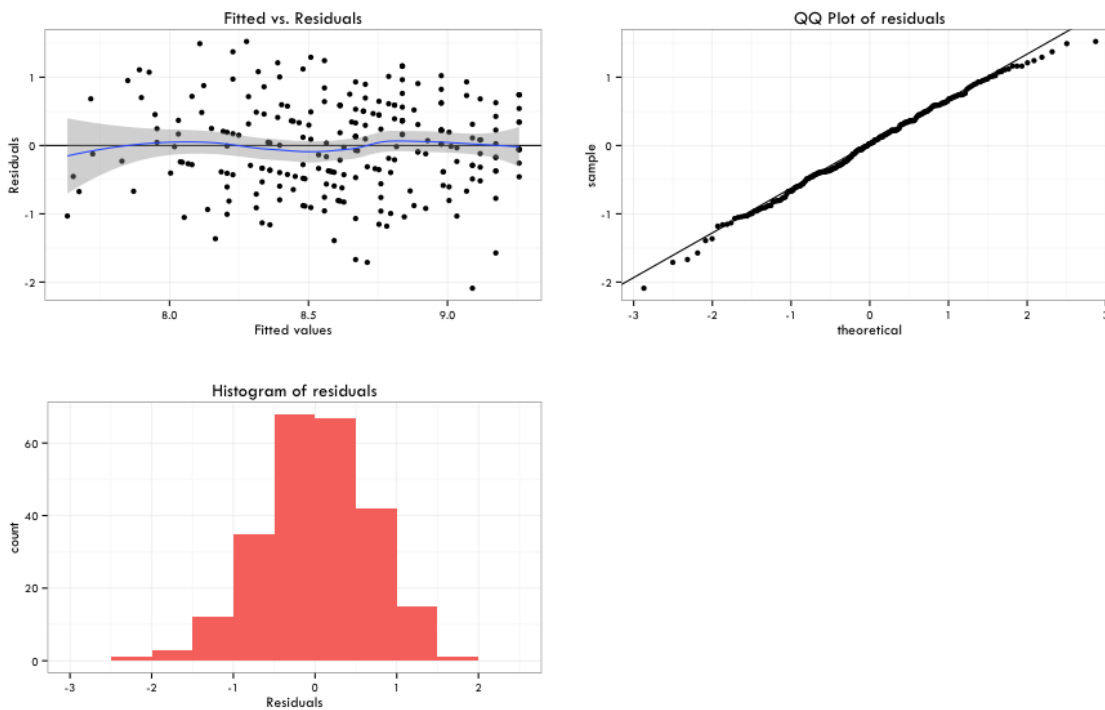 Fitted vs. Residuals
Residuals
1
0
-1
-2
8.0 8.5 9.0
Fitted values
QQ Plot of residuals
sample
1
0
-1
-2
-3 -2 -1 0 1 2 3
theoretical
Histogram of residuals
count
60
40
20
0
-3 -2 -1 0 1 2
Residuals